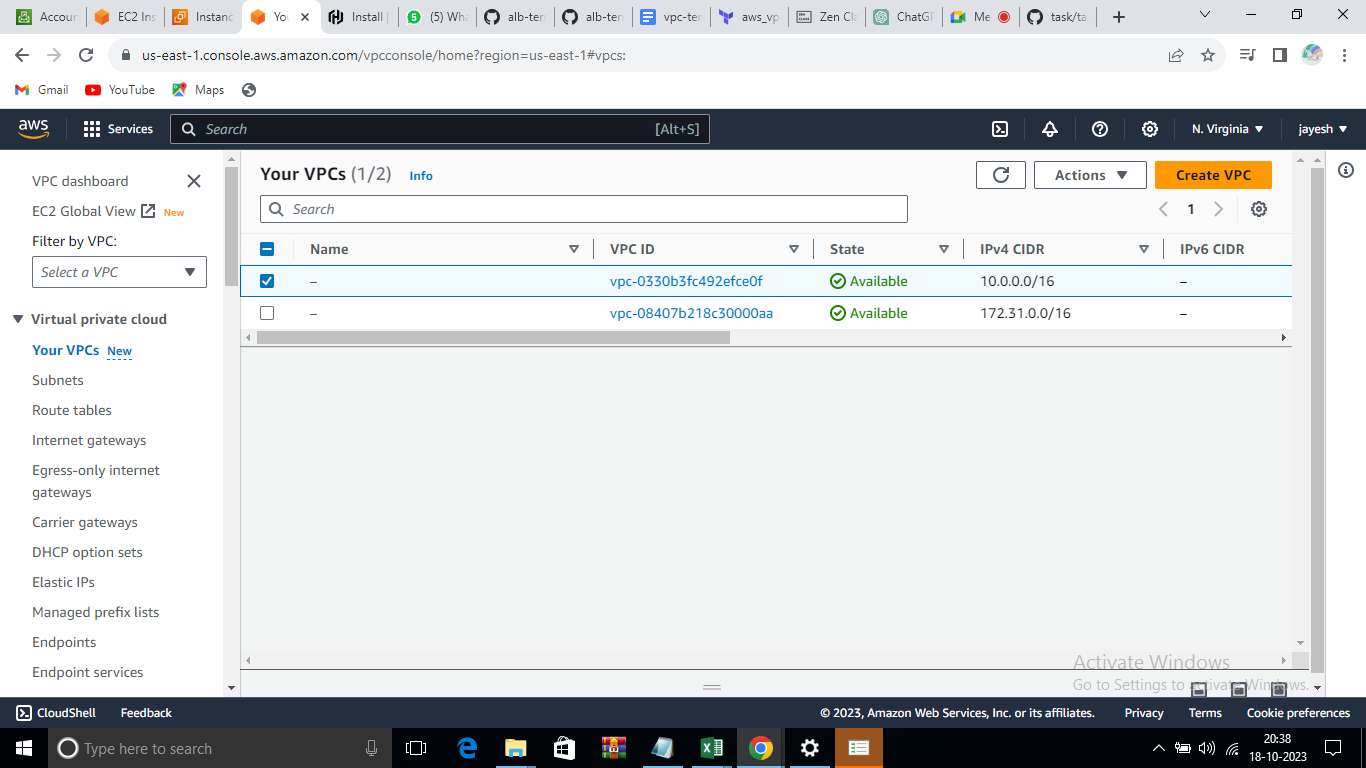 Accoun
EC2 Ins
Instanc
You
Install |
(5) Wha
alb-terr
alb-terr
vpc-ter
aws_vp
Zen Cla
ChatGP
Me
task/ta
us-east-1.console.aws.amazon.com/vpcconsole/home?region=us-east-1#vpcs:
Gmail YouTube Maps
aws Services Search [Alt+S] N. Virginia jayesh
VPC dashboard
EC2 Global View New
Filter by VPC:
Select a VPC
Virtual private cloud
Your VPCs New
Subnets
Route tables
Internet gateways
Egress-only internet
gateways
Carrier gateways
DHCP option sets
Elastic IPs
Managed prefix lists
Endpoints
Endpoint services
Your VPCs (1/2) Info Actions Create VPC
Search 1
Name VPC ID State IPv4 CIDR IPv6 CIDR
– vpc-0330b3fc492efce0f Available 10.0.0.0/16 –
– vpc-08407b218c30000aa Available 172.31.0.0/16 –
Activate Windows
Go to Settings to activate Windows.
CloudShell Feedback © 2023, Amazon Web Services, Inc. or its affiliates. Privacy Terms Cookie preferences
Type here to search
20:38
18-10-2023